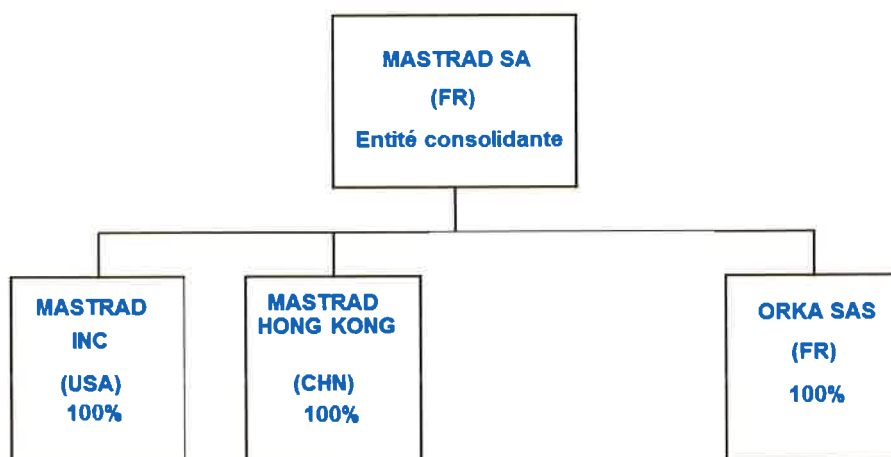 MASTRAD SA
(FR)
Entité consolidante
MASTRAD
INC
(USA)
100%
MASTRAD
HONG KONG
(CHN)
100%
ORKA SAS
(FR)
100%